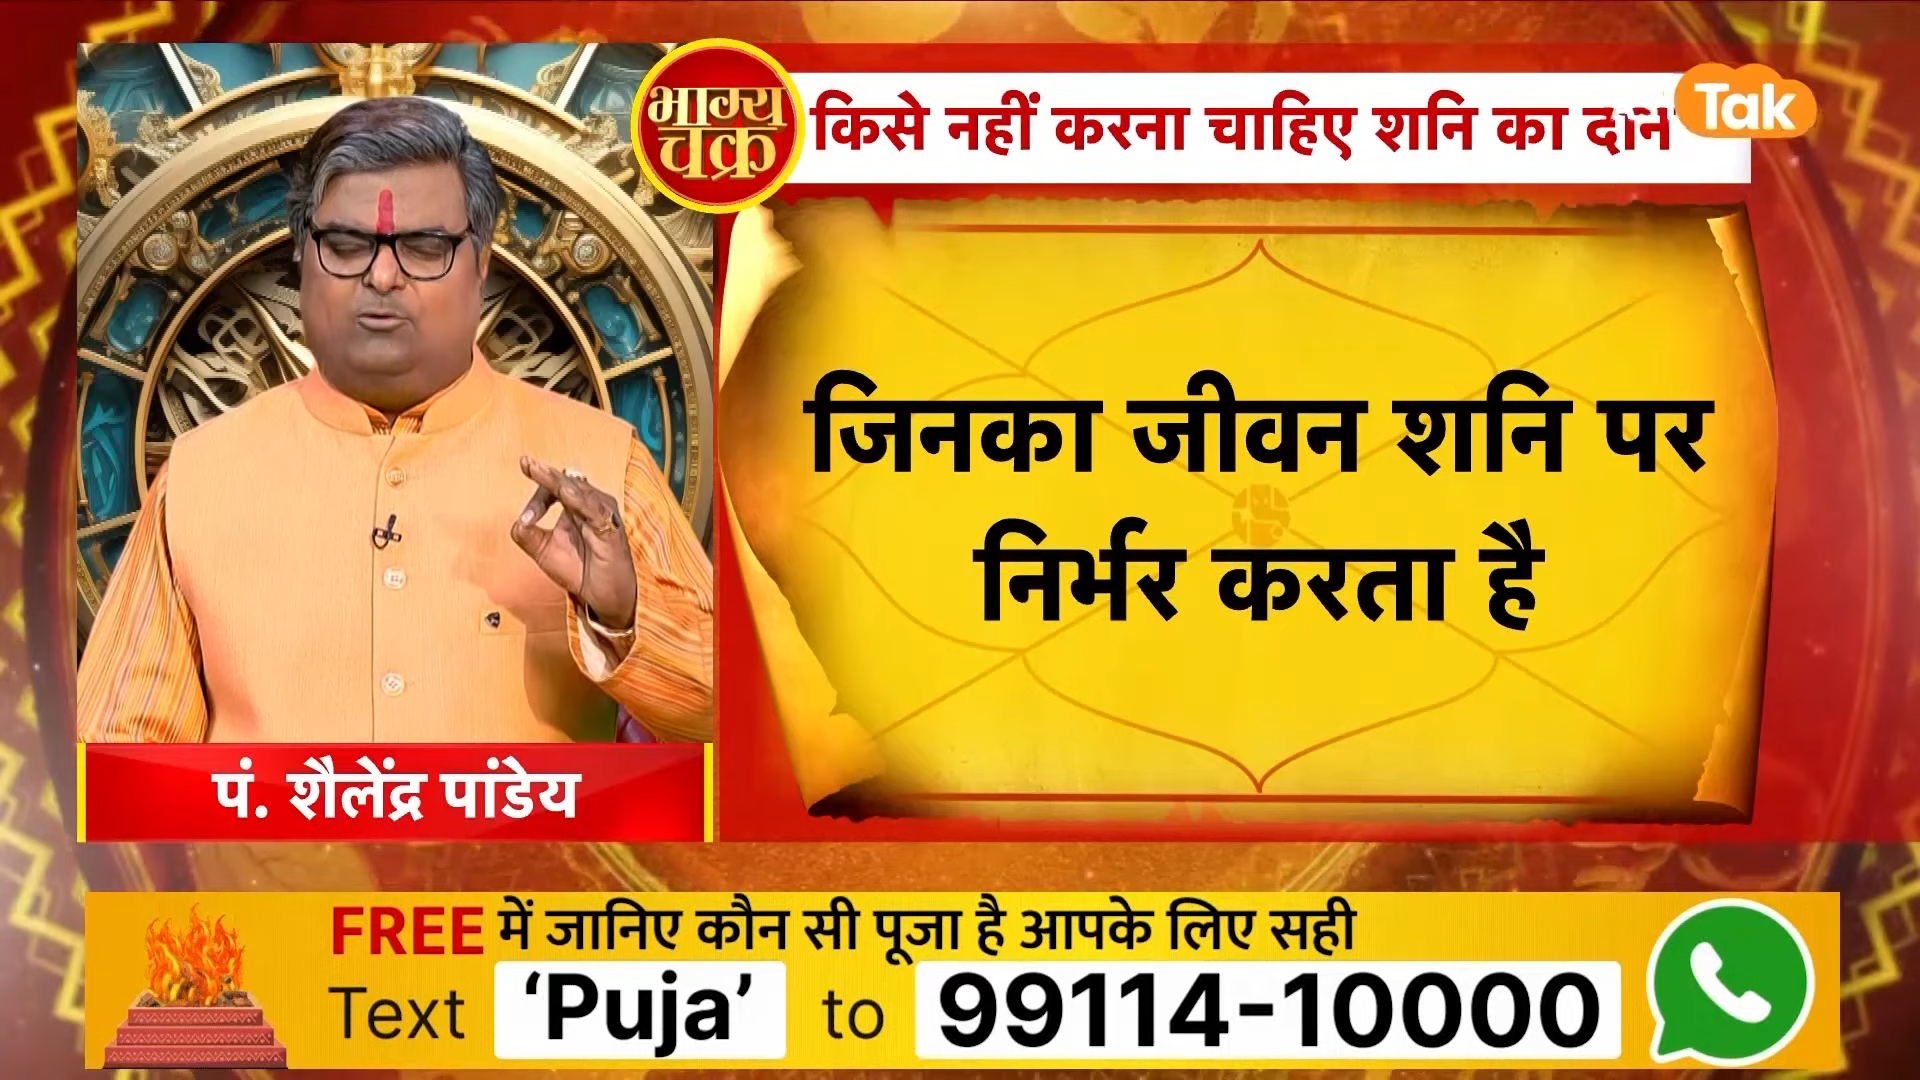 भाग्य
चक्र
किसे नहीं करना चाहिए शनि का दान
Tak
जिनका जीवन शनि पर
निर्भर करता है
पं. शैलेंद्र पांडेय
FREE में जानिए कौन सी पूजा है आपके लिए सही
Text ‘Puja’ to 99114-10000